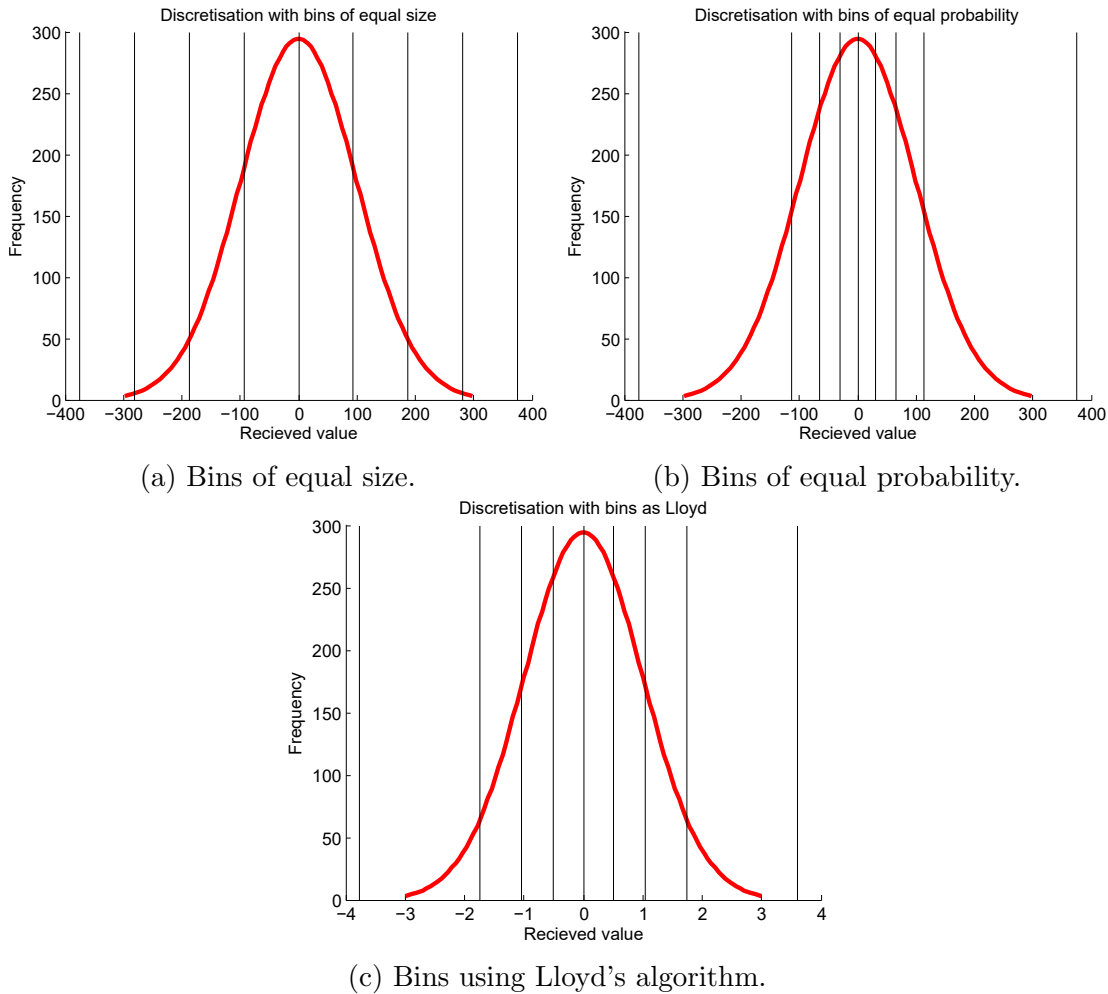 Discretisation with bins of equal size
300
250
200
150
100
50
0
Frequency
−400 −300 −200 −100 0 100 200 300 400
Recieved value
(a) Bins of equal size.
Discretisation with bins of equal probability
300
250
200
150
100
50
0
Frequency
−400 −300 −200 −100 0 100 200 300 400
Recieved value
(b) Bins of equal probability.
Discretisation with bins as Lloyd
300
250
200
150
100
50
0
Frequency
−4 −3 −2 −1 0 1 2 3 4
Recieved value
(c) Bins using Lloyd's algorithm.